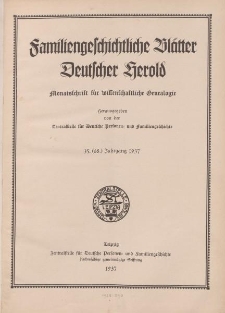 Familiengeschichtliche Blätter
Deutscher Herold
Monatsschrift für wissenschaftliche Genealogie
Herausgegeben
von der
Zentralstelle für Deutsche Personen- und Familiengeschichte
35. (68.) Jahrgang 1937
Leipzig
Zentralstelle für Deutsche Personen- und Familiengeschichte
1937